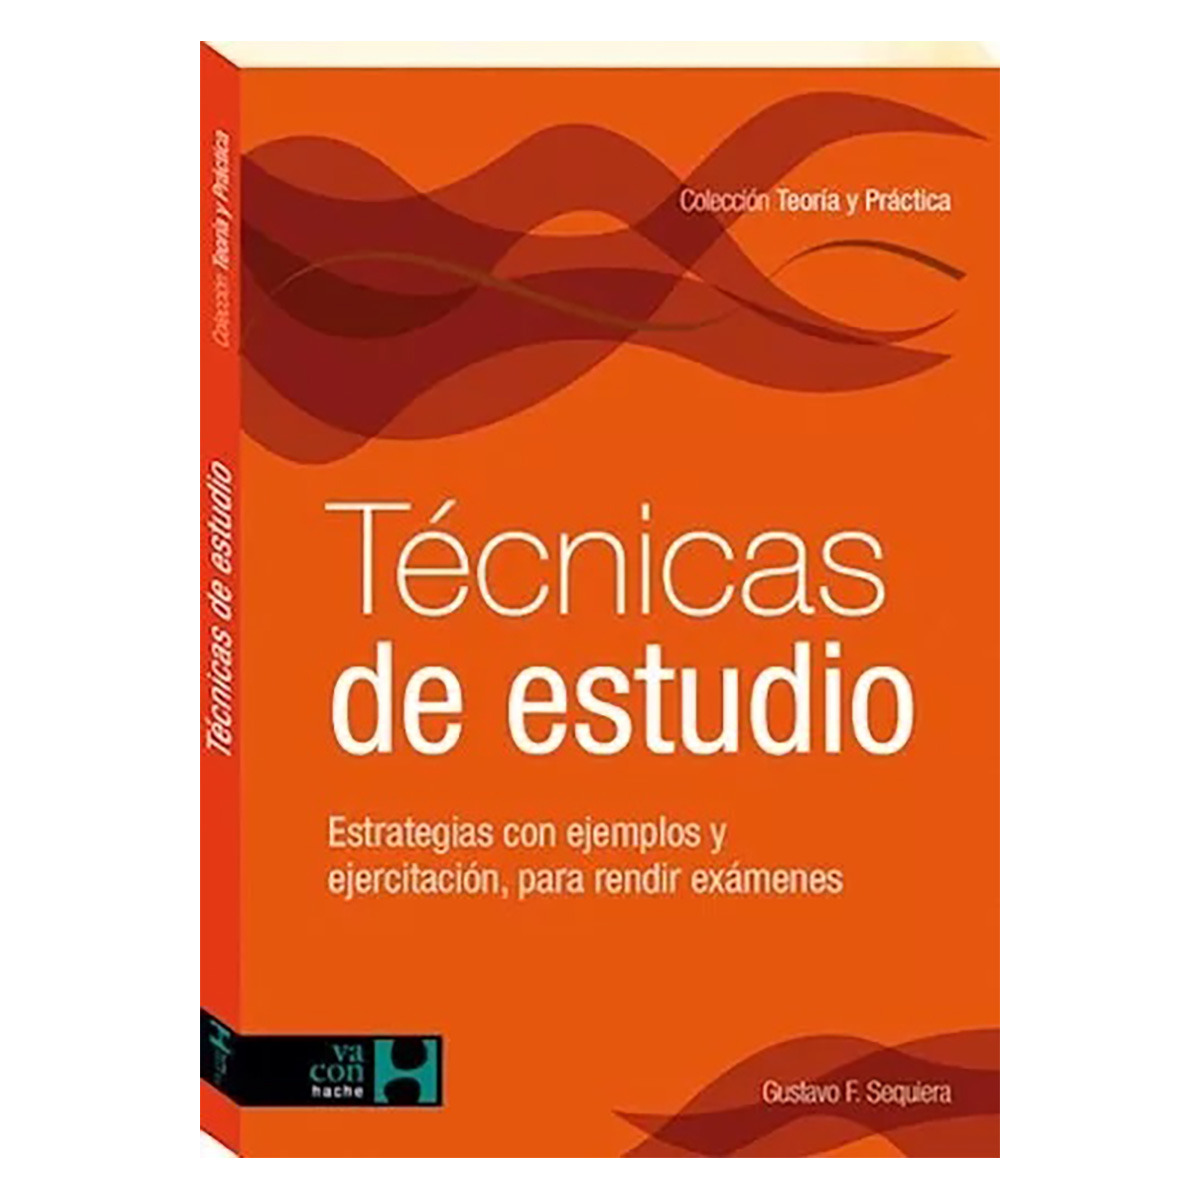 Colección Teoría y Práctica
Técnicas de estudio
Colección Teoría y Práctica
Técnicas
de estudio
Estrategias con ejemplos y
ejercitación, para rendir exámenes
va
con
hache
Gustavo F. Sequiera